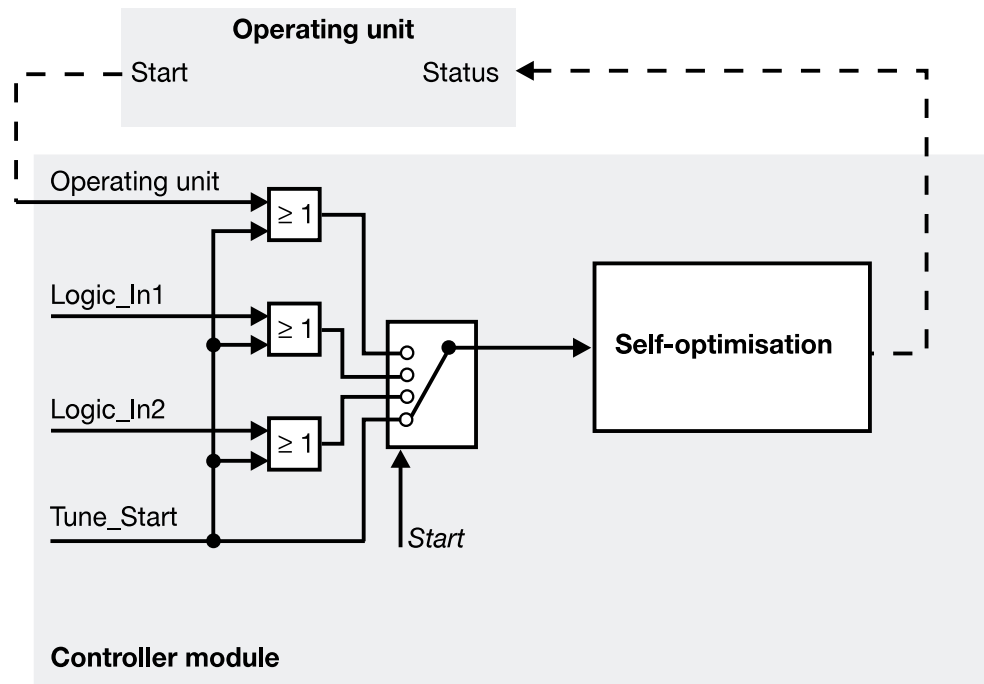 Operating unit
Start Status
Operating unit
≥ 1
Logic_In1
≥ 1
Logic_In2
≥ 1
Self-optimisation
Tune_Start
Start
Controller module